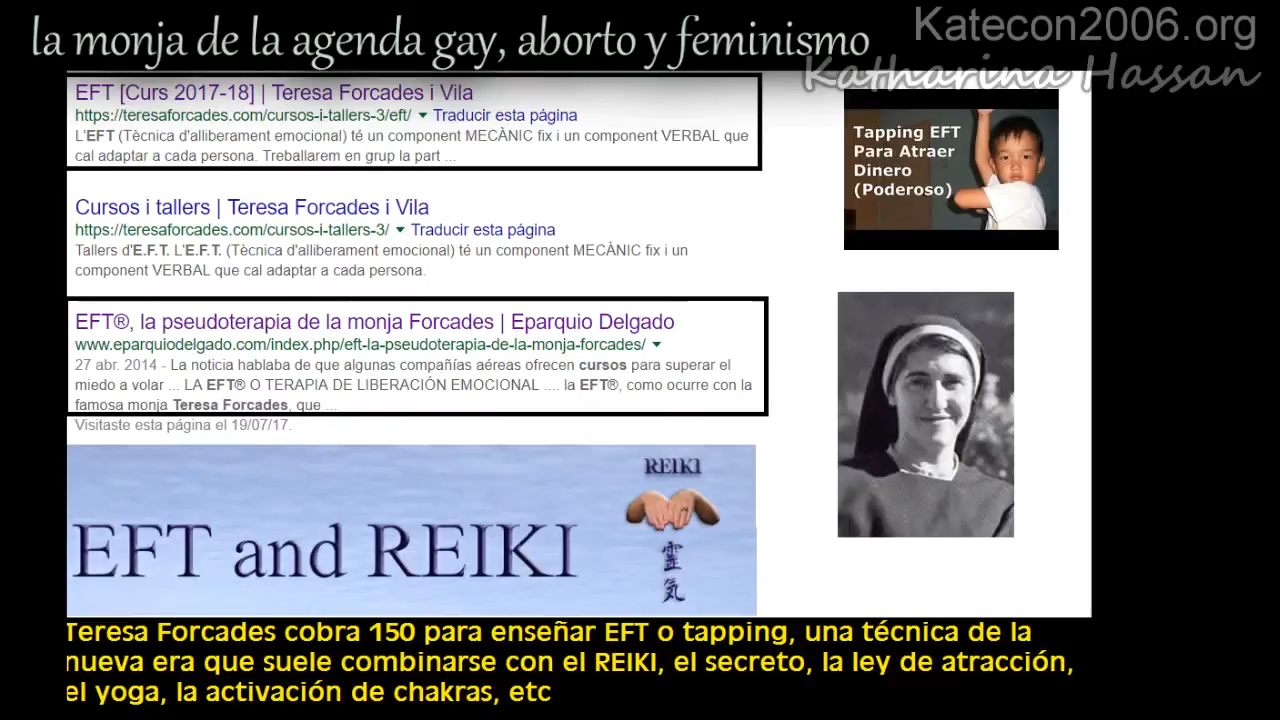 la monja de la agenda gay, aborto y feminismo
Katecon2006.org
Katharina Hassan
EFT [Curs 2017-18] | Teresa Forcades i Vila
https://teresaforcades.com/cursos-i-tallers-3/eft/ ▼ Traducir esta página
L'EFT (Tècnica d'alliberament emocional) té un component MECÀNIC fix i un component VERBAL que
cal adaptar a cada persona. Treballarem en grup la part ...
Cursos i tallers | Teresa Forcades i Vila
https://teresaforcades.com/cursos-i-tallers-3/ ▼ Traducir esta página
Tallers d'E.F.T. L'E.F.T. (Tècnica d'alliberament emocional) té un component MECÀNIC fix i un
component VERBAL que cal adaptar a cada persona.
EFT®, la pseudoterapia de la monja Forcades | Eparquio Delgado
www.eparquiodelgado.com/index.php/eft-la-pseudoterapia-de-la-monja-forcades/ ▼
27 abr. 2014 - La noticia hablaba de que algunas compañías aéreas ofrecen cursos para superar el
miedo a volar ... LA EFT® O TERAPIA DE LIBERACIÓN EMOCIONAL .... la EFT®, como ocurre con la
famosa monja Teresa Forcades, que ...
Visitaste esta página el 19/07/17.
Tapping EFT
Para Atraer
Dinero
(Poderoso)
EFT and REIKI
REIKI
靈
気
Teresa Forcades cobra 150 para enseñar EFT o tapping, una técnica de la
nueva era que suele combinarse con el REIKI, el secreto, la ley de atracción,
el yoga, la activación de chakras, etc